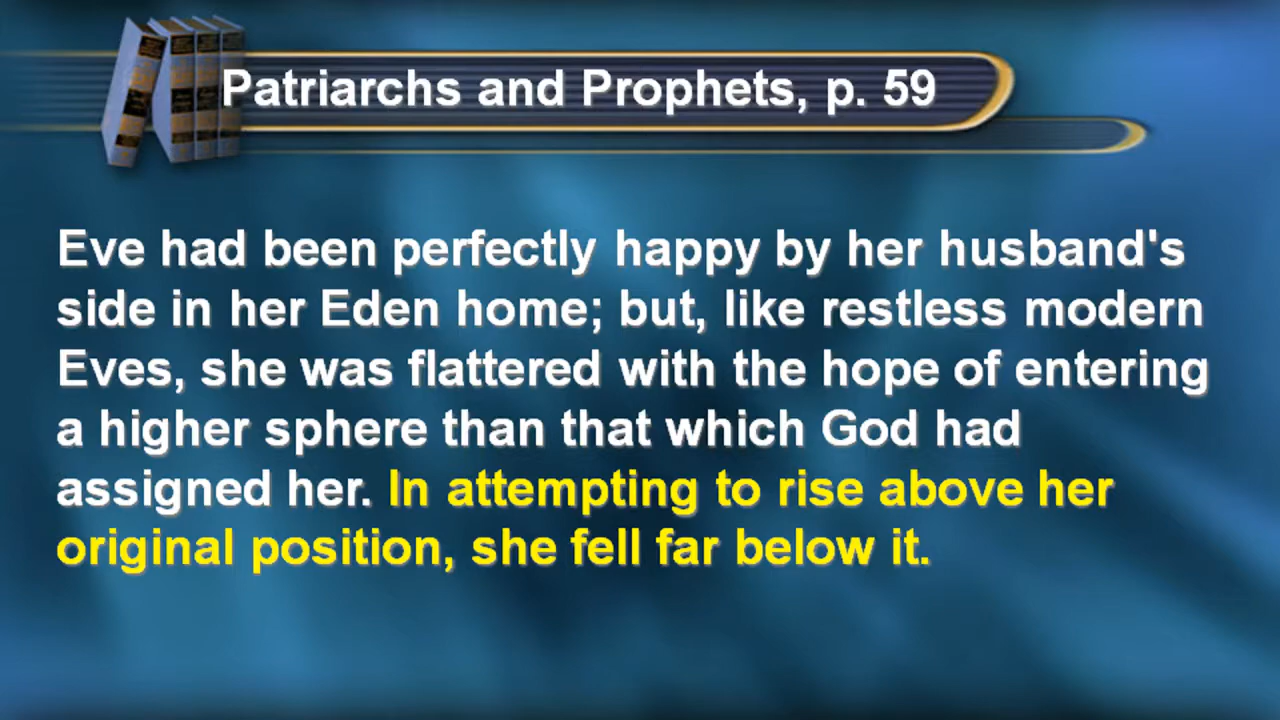 Patriarchs and Prophets, p. 59
Eve had been perfectly happy by her husband's
side in her Eden home; but, like restless modern
Eves, she was flattered with the hope of entering
a higher sphere than that which God had
assigned her. In attempting to rise above her
original position, she fell far below it.